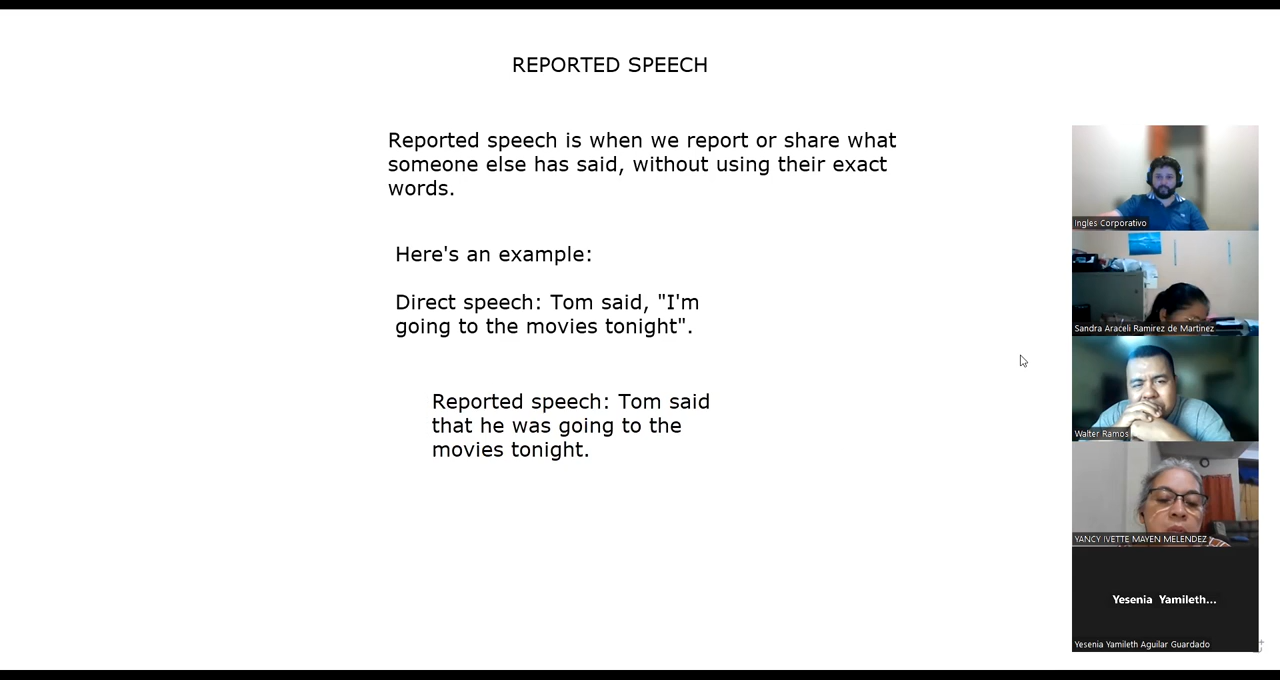 REPORTED SPEECH
Reported speech is when we report or share what
someone else has said, without using their exact
words.
Here's an example:
Direct speech: Tom said, "I'm
going to the movies tonight".
Reported speech: Tom said
that he was going to the
movies tonight.
Ingles Corporativo
Sandra Araceli Ramirez de Martinez
Walter Ramos
YANCY IVETTE MAYEN MELENDEZ
Yesenia Yamileth...
Yesenia Yamileth Aguilar Guardado